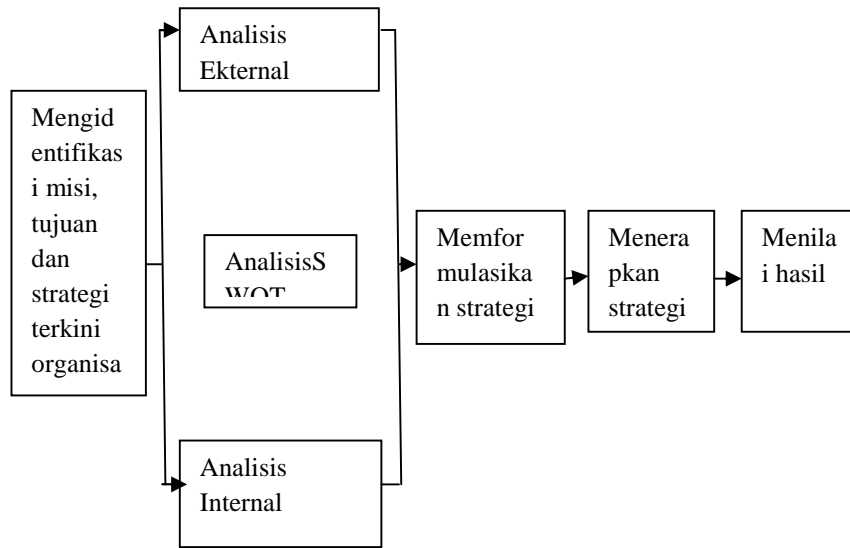 Analisis
Ekternal
Mengid
entifikas
i misi,
tujuan
dan
strategi
terkini
organisa
AnalisisS
WOT
Memfor
mulasika
n strategi
Menera
pkan
strategi
Menila
i hasil
Analisis
Internal